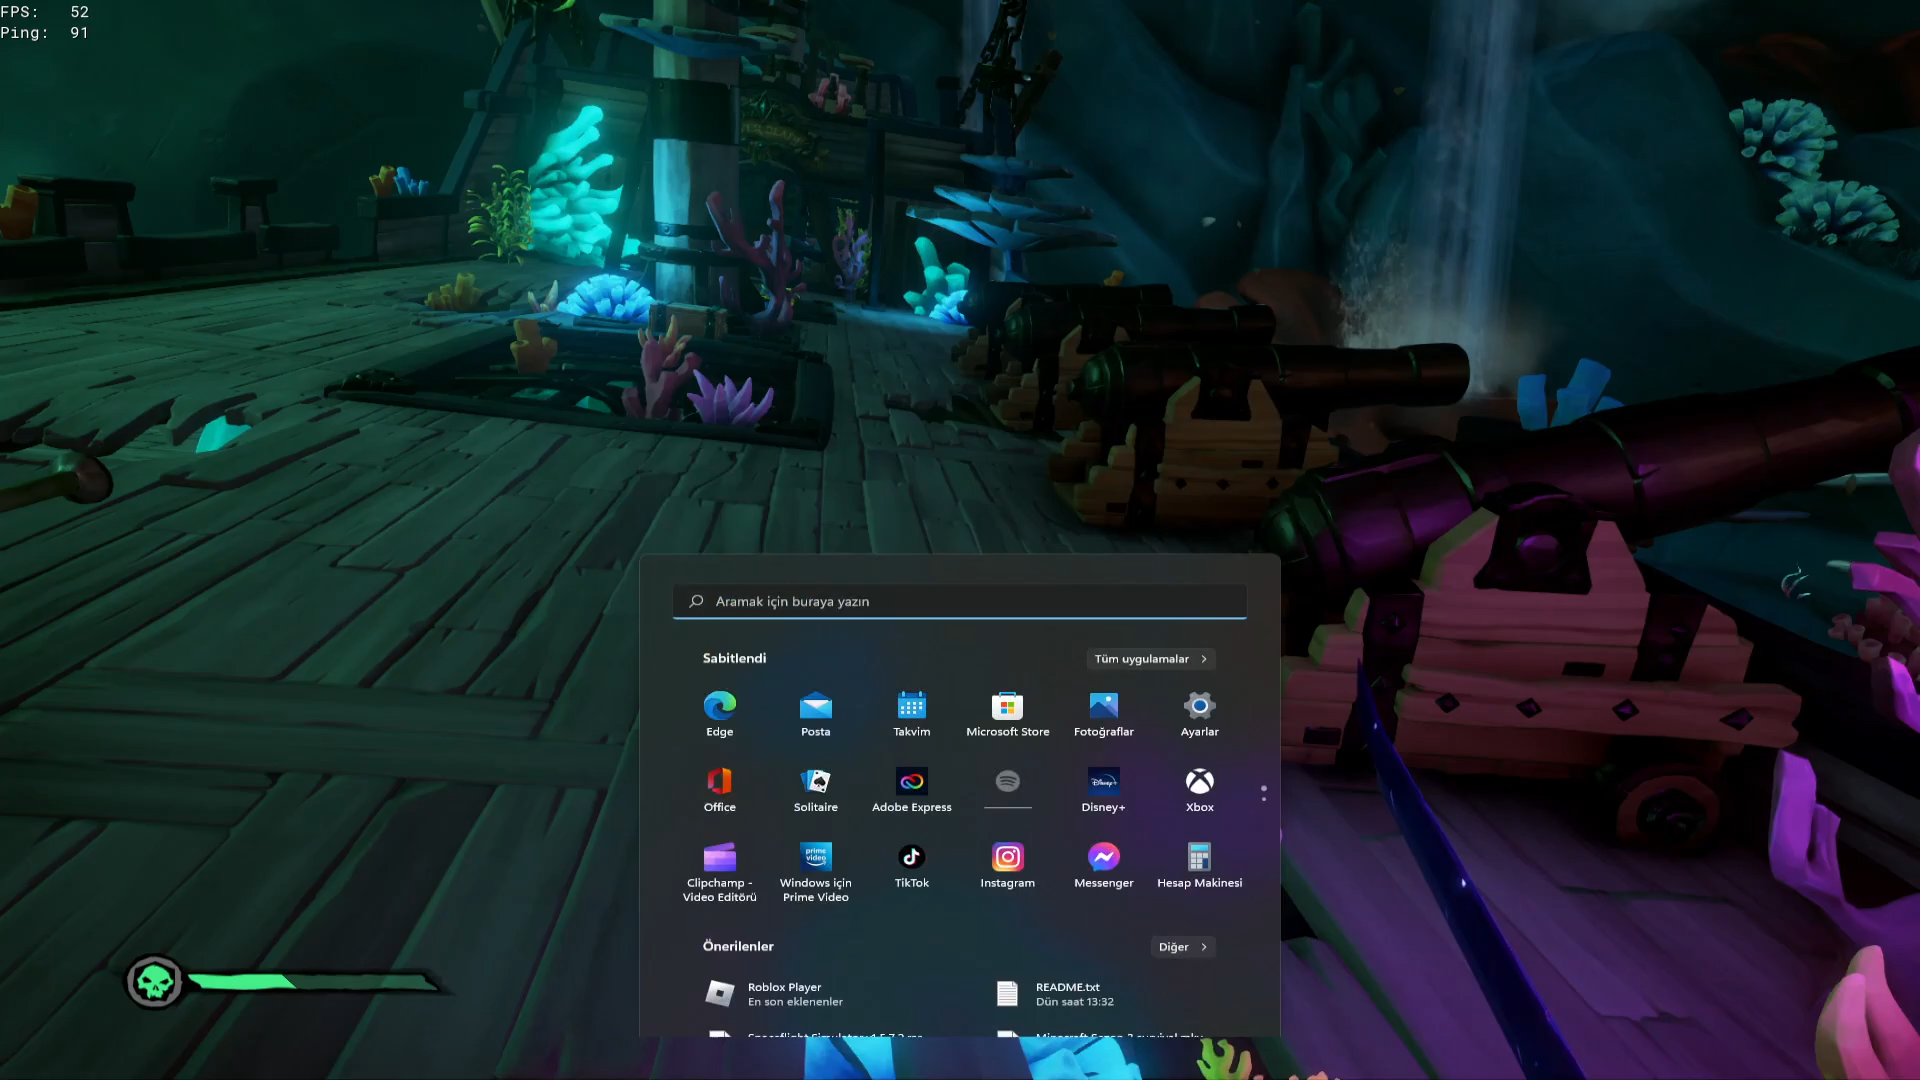 FPS: 52
Ping: 91
Aramak için buraya yazın
Sabitlendi
Tüm uygulamalar
Edge
Posta
Takvim
Microsoft Store
Fotoğraflar
Ayarlar
Office
Solitaire
Adobe Express
Disney+
Xbox
prime video
Clipchamp -
Video Editörü
Windows için
Prime Video
TikTok
Instagram
Messenger
Hesap Makinesi
Önerilenler
Diğer
Roblox Player
En son eklenenler
README.txt
Dün saat 13:32